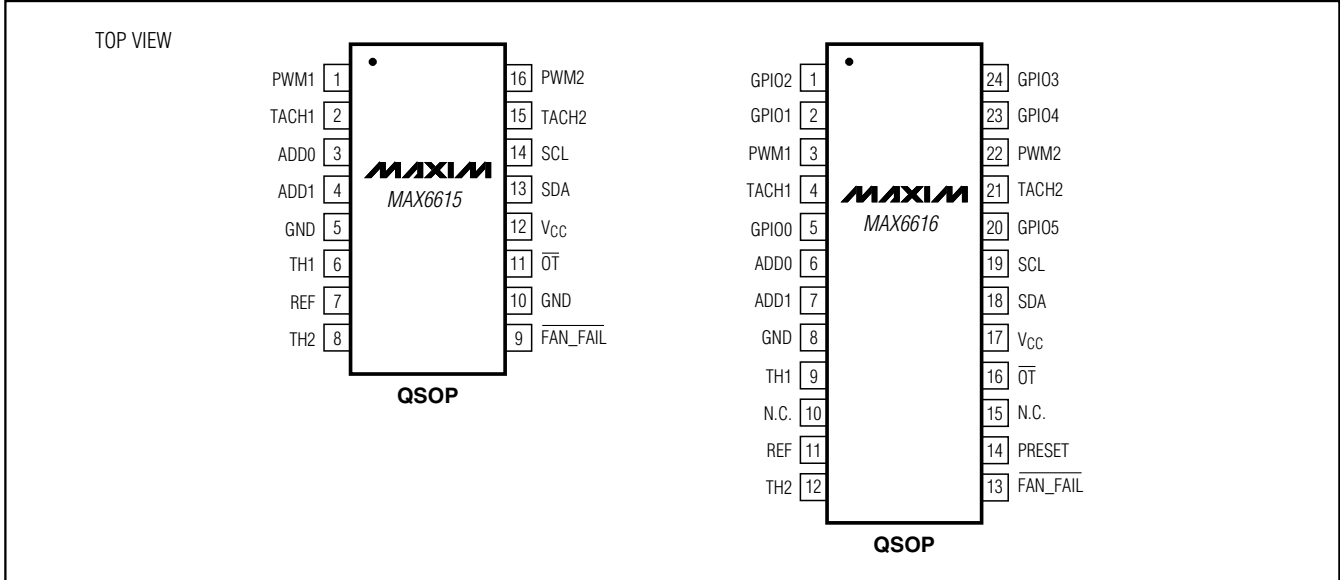 TOP VIEW
PWM1 1
TACH1 2
ADD0 3
ADD1 4
GND 5
TH1 6
REF 7
TH2 8
MAXIM
MAX6615
16 PWM2
15 TACH2
14 SCL
13 SDA
12 VCC
11 OT
10 GND
9 FAN_FAIL
QSOP
GPIO2 1
GPIO1 2
PWM1 3
TACH1 4
GPIO0 5
ADD0 6
ADD1 7
GND 8
TH1 9
N.C. 10
REF 11
TH2 12
MAXIM
MAX6616
24 GPIO3
23 GPIO4
22 PWM2
21 TACH2
20 GPIO5
19 SCL
18 SDA
17 VCC
16 OT
15 N.C.
14 PRESET
13 FAN_FAIL
QSOP